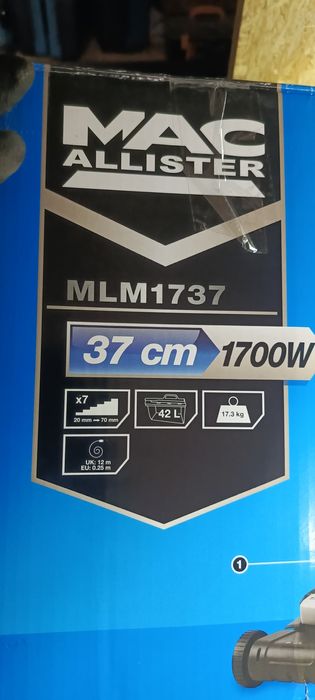 MAC
ALLISTER
MLM1737
37 cm 1700W
x7
20 mm → 70 mm
42 L
17.3 kg
UK: 12 m
EU: 0.25 m
1